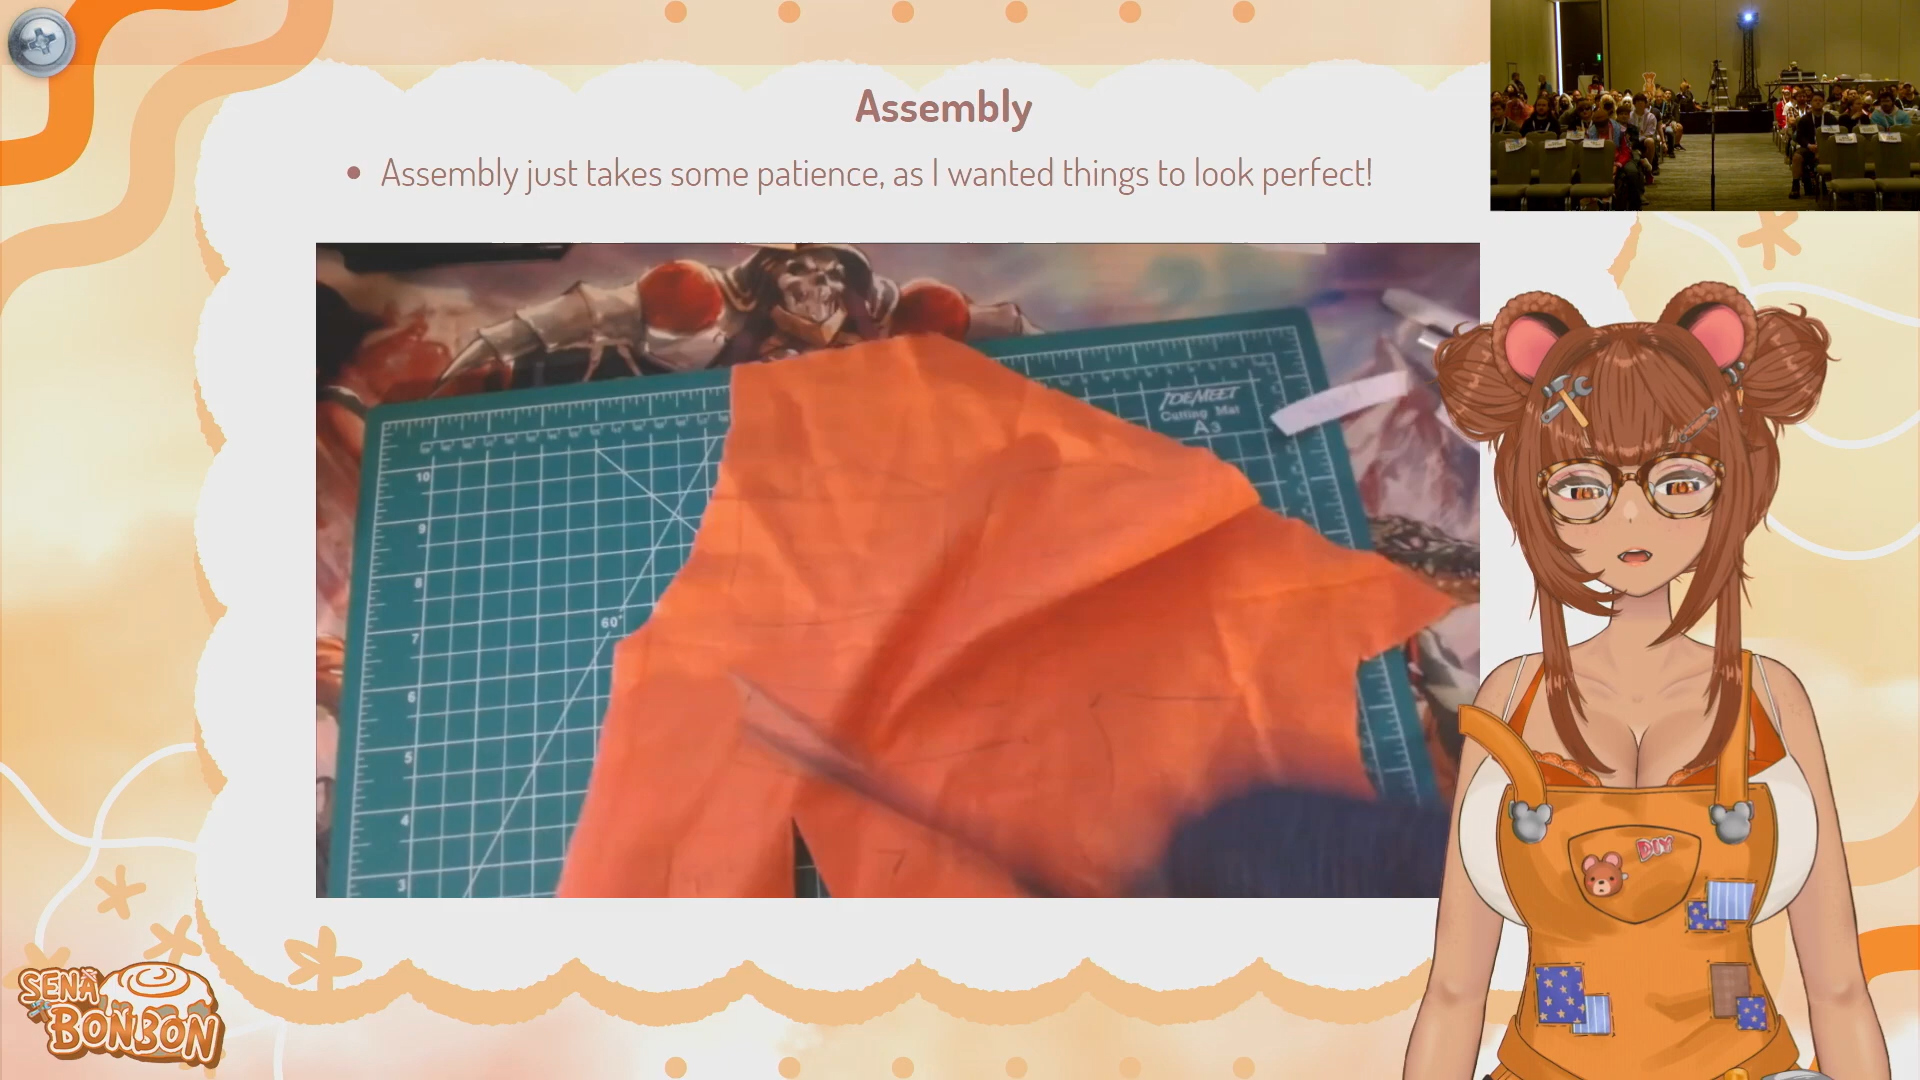 Assembly
• Assembly just takes some patience, as I wanted things to look perfect!
IDEMEET
Cutting Mat
A3
10
9
8
7
60°
6
5
4
3
DIY
SENA
BONBON